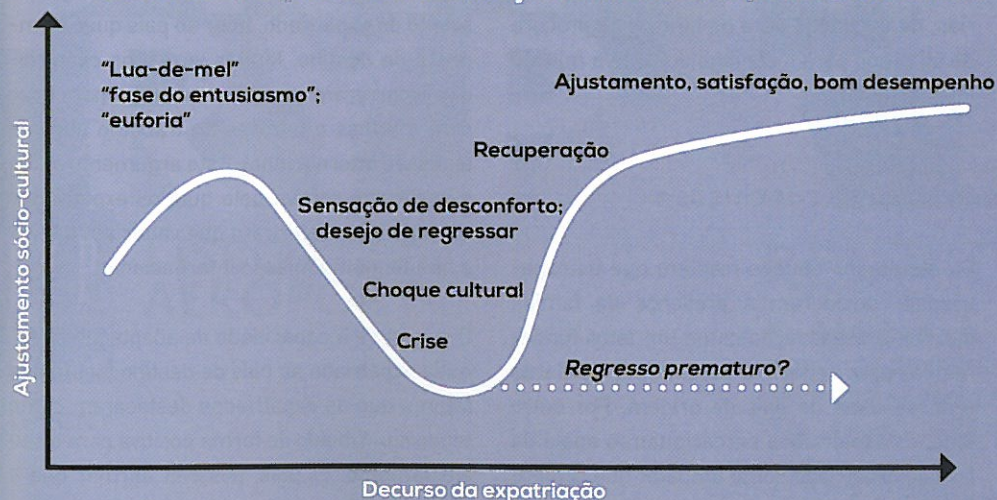 "Lua-de-mel"
"fase do entusiasmo";
"euforia"
Ajustamento, satisfação, bom desempenho
Recuperação
Sensação de desconforto;
desejo de regressar
Choque cultural
Crise
Regresso prematuro?
Ajustamento sócio-cultural
Decurso da expatriação